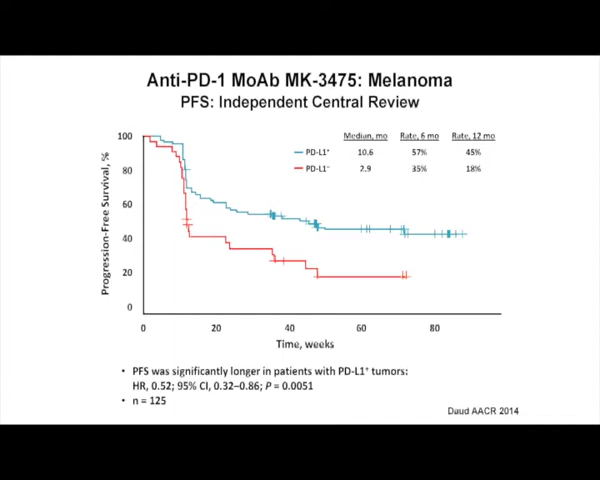 Anti-PD-1 MoAb MK-3475: Melanoma
PFS: Independent Central Review
Median, mo Rate, 6 mo Rate, 12 mo
PD-L1⁺ 10.6 57% 45%
PD-L1⁻ 2.9 35% 18%
Progression-Free Survival, %
100
80
60
40
20
0
0 20 40 60 80
Time, weeks
• PFS was significantly longer in patients with PD-L1⁺ tumors:
HR, 0.52; 95% CI, 0.32–0.86; P = 0.0051
• n = 125
Daud AACR 2014